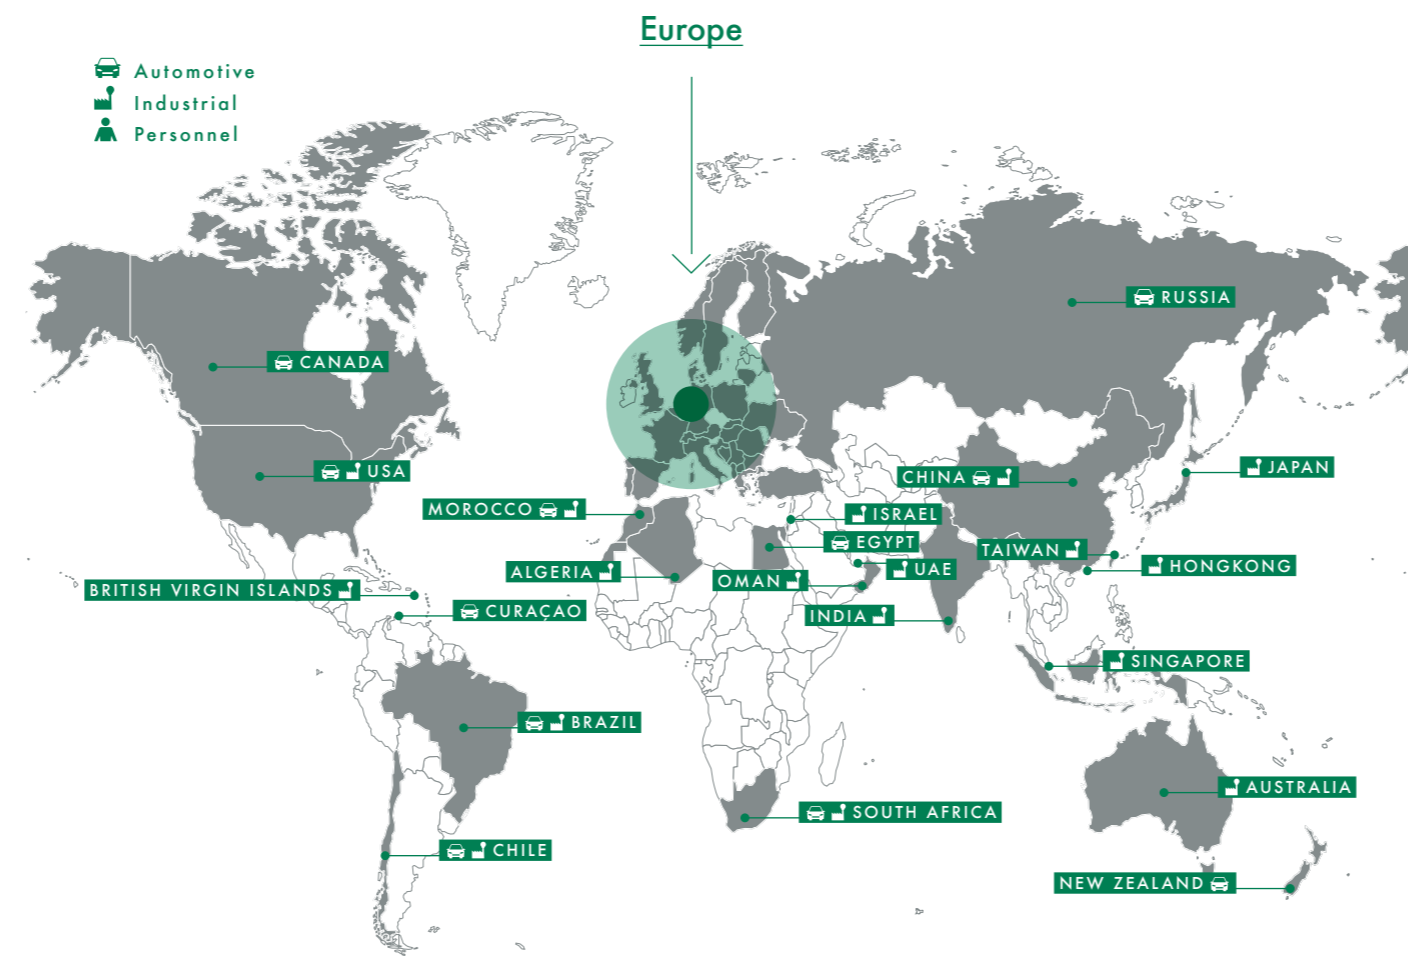 Europe
Automotive
Industrial
Personnel
RUSSIA
CANADA
USA
JAPAN
CHINA
MOROCCO
ISRAEL
EGYPT
TAIWAN
ALGERIA
UAE
HONGKONG
OMAN
BRITISH VIRGIN ISLANDS
CURAÇAO
INDIA
SINGAPORE
BRAZIL
AUSTRALIA
SOUTH AFRICA
CHILE
NEW ZEALAND